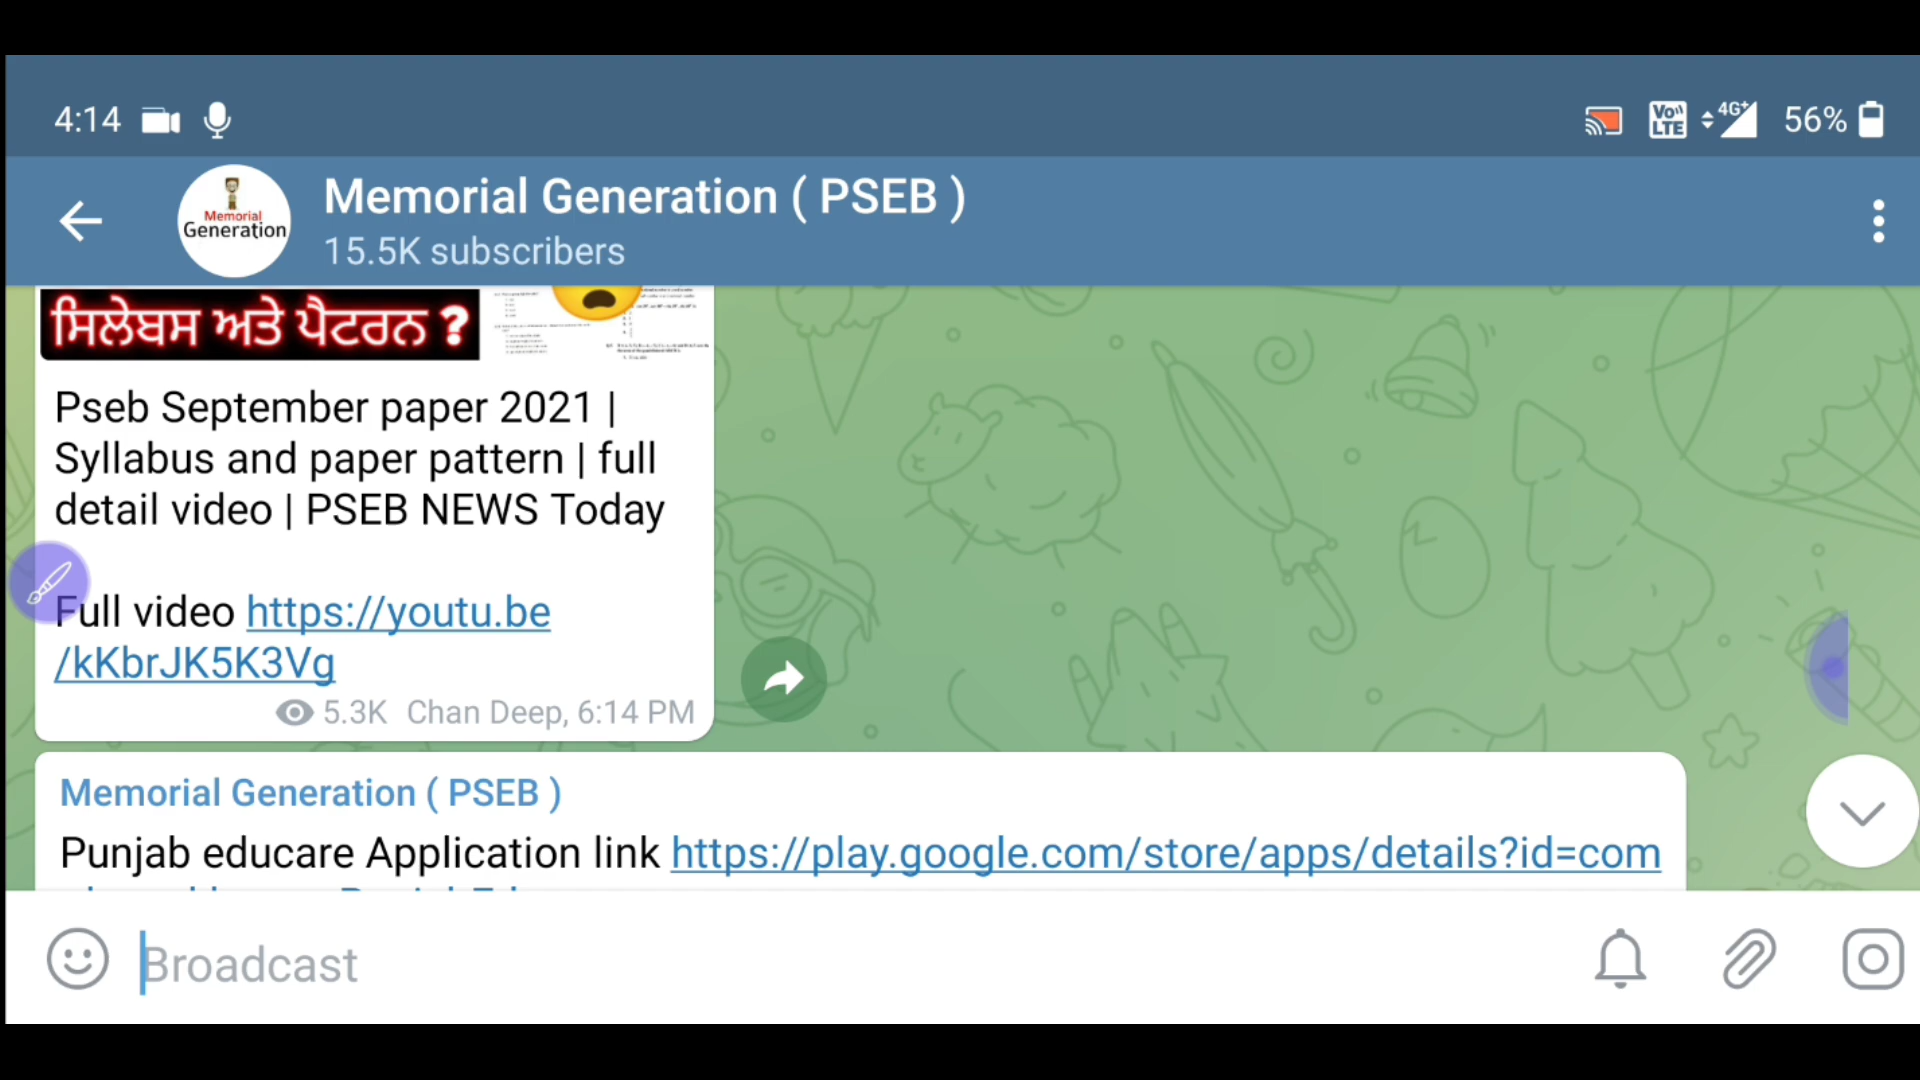 4:14
Vo LTE 4G+ 56%
Memorial Generation
Memorial Generation ( PSEB )
15.5K subscribers
ਸਿਲੇਬਸ ਅਤੇ ਪੈਟਰਨ ?
Pseb September paper 2021 |
Syllabus and paper pattern | full
detail video | PSEB NEWS Today
Full video https://youtu.be
/kKbrJK5K3Vg
5.3K Chan Deep, 6:14 PM
Memorial Generation ( PSEB )
Punjab educare Application link https://play.google.com/store/apps/details?id=com
Broadcast